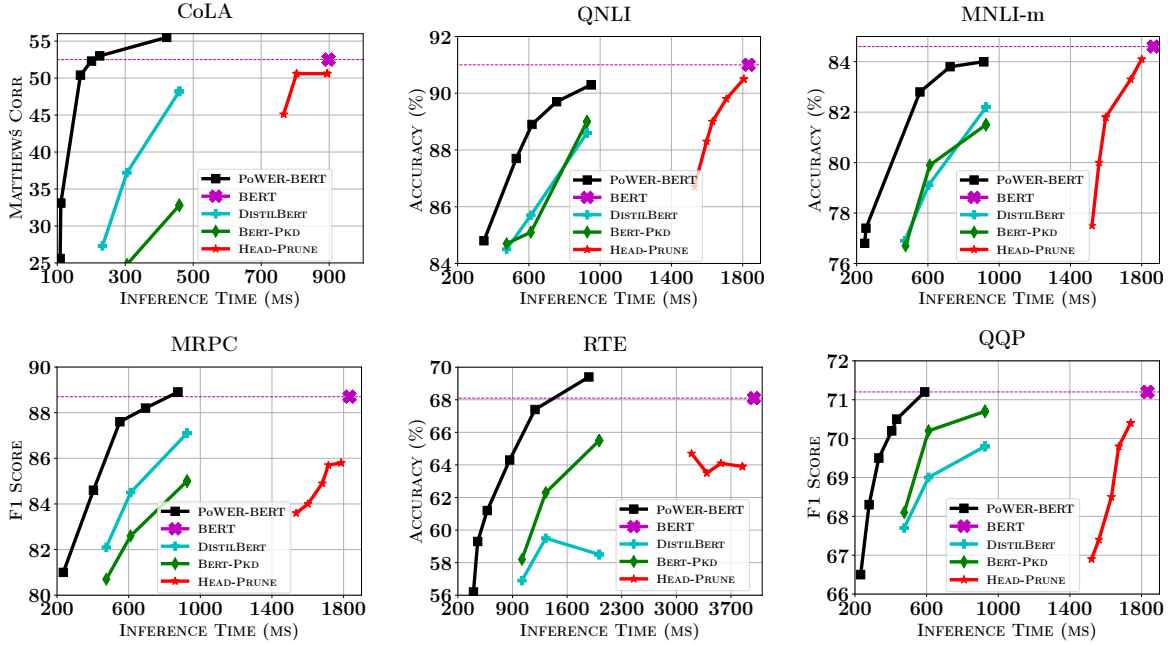 CoLA
MATTHEWŚ CORR
55
50
45
40
35
30
25
100 300 500 700 900
INFERENCE TIME (MS)
POWER-BERT
BERT
DISTILBERT
BERT-PKD
HEAD-PRUNE
QNLI
ACCURACY (%)
92
90
88
86
84
200 600 1000 1400 1800
INFERENCE TIME (MS)
POWER-BERT
BERT
DISTILBERT
BERT-PKD
HEAD-PRUNE
MNLI-M
ACCURACY (%)
84
82
80
78
76
200 600 1000 1400 1800
INFERENCE TIME (MS)
POWER-BERT
BERT
DISTILBERT
BERT-PKD
HEAD-PRUNE
MRPC
F1 SCORE
90
88
86
84
82
80
200 600 1000 1400 1800
INFERENCE TIME (MS)
POWER-BERT
BERT
DISTILBERT
BERT-PKD
HEAD-PRUNE
RTE
ACCURACY (%)
70
68
66
64
62
60
58
56
200 900 1600 2300 3000 3700
INFERENCE TIME (MS)
POWER-BERT
BERT
DISTILBERT
BERT-PKD
HEAD-PRUNE
QQP
F1 SCORE
72
71
70
69
68
67
66
200 600 1000 1400 1800
INFERENCE TIME (MS)
POWER-BERT
BERT
DISTILBERT
BERT-PKD
HEAD-PRUNE